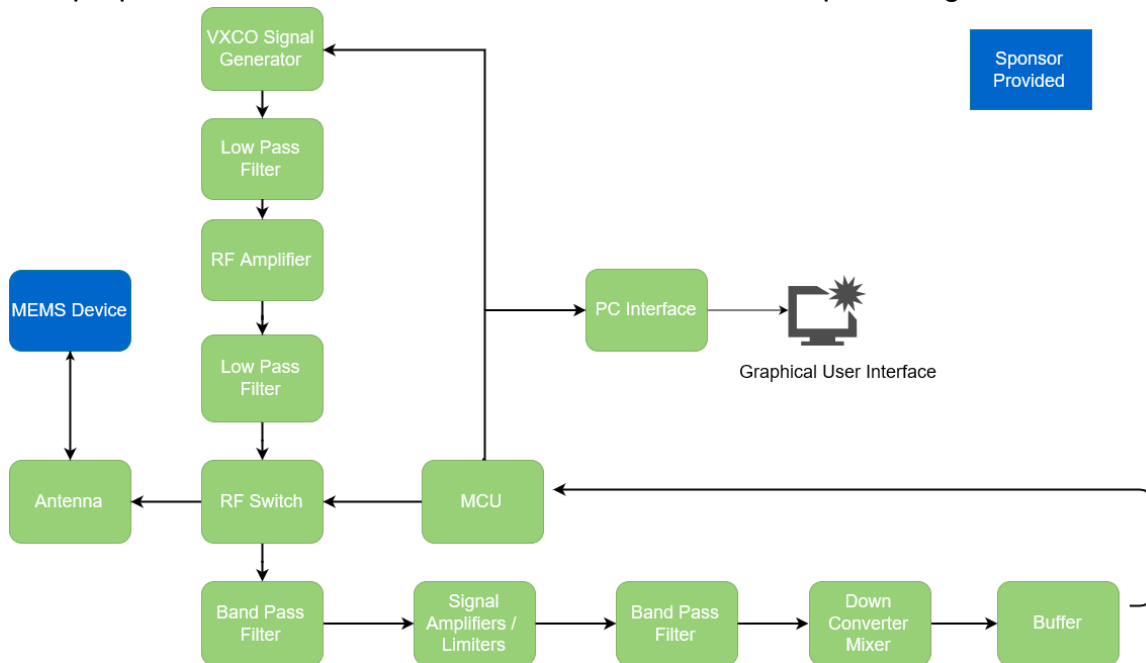 VXCO Signal
Generator
Sponsor
Provided
Low Pass
Filter
RF Amplifier
MEMS Device
PC Interface
Low Pass
Filter
Graphical User Interface
Antenna
RF Switch
MCU
Band Pass
Filter
Signal
Amplifiers /
Limiters
Band Pass
Filter
Down
Converter
Mixer
Buffer